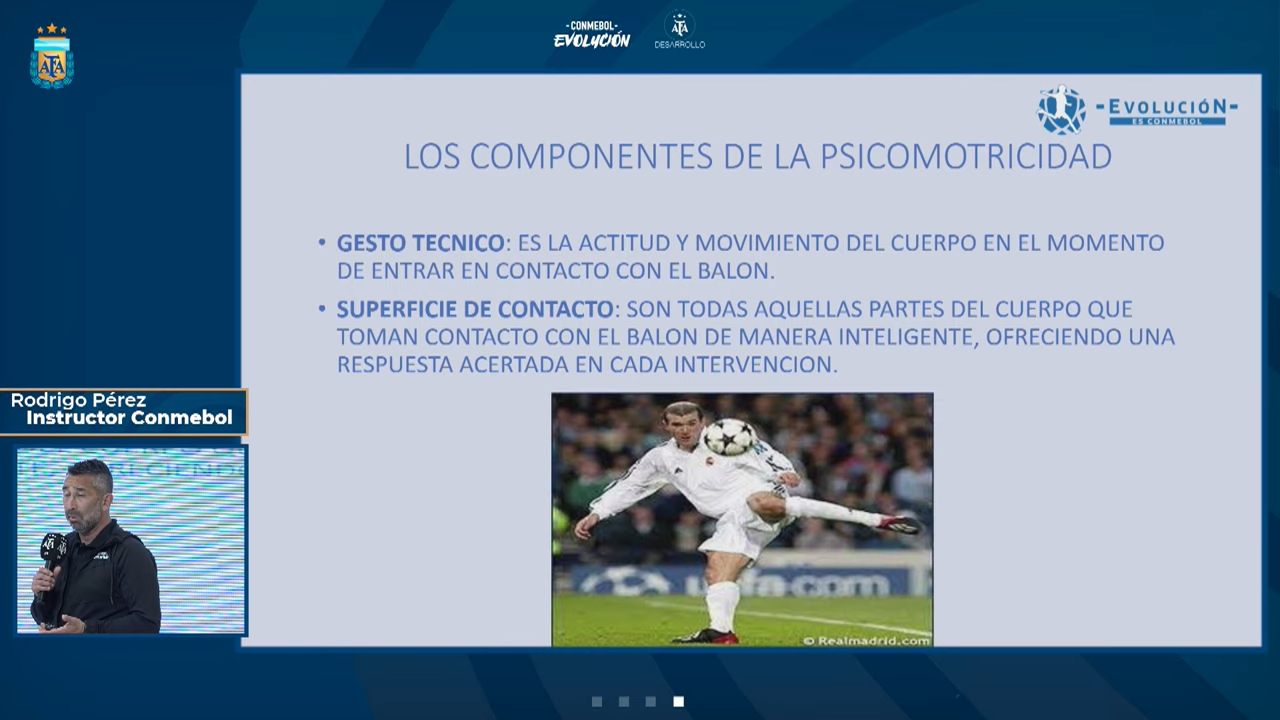 -CONMEBOL-
EVOLUCIÓN
AFA
DESARROLLO
AFA
-EVOLUCIÓN-
ES CONMEBOL
LOS COMPONENTES DE LA PSICOMOTRICIDAD
• GESTO TECNICO: ES LA ACTITUD Y MOVIMIENTO DEL CUERPO EN EL MOMENTO
DE ENTRAR EN CONTACTO CON EL BALON.
• SUPERFICIE DE CONTACTO: SON TODAS AQUELLAS PARTES DEL CUERPO QUE
TOMAN CONTACTO CON EL BALON DE MANERA INTELIGENTE, OFRECIENDO UNA
RESPUESTA ACERTADA EN CADA INTERVENCION.
Rodrigo Pérez
Instructor Conmebol
uefa.com
© Realmadrid.com